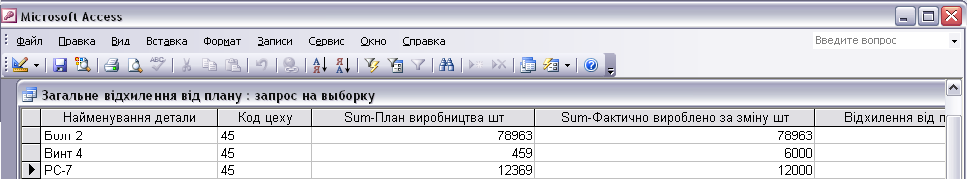 Microsoft Access
Файл Правка Вид Вставка Формат Записи Сервис Окно Справка Введите вопрос
Загальне відхилення від плану : запрос на выборку
Найменування детали Код цеху Sum-План виробництва шт Sum-Фактично вироблено за зміну шт Відхилення від п
Болт 2 45 78963 78963
Винт 4 45 459 6000
РС-7 45 12369 12000